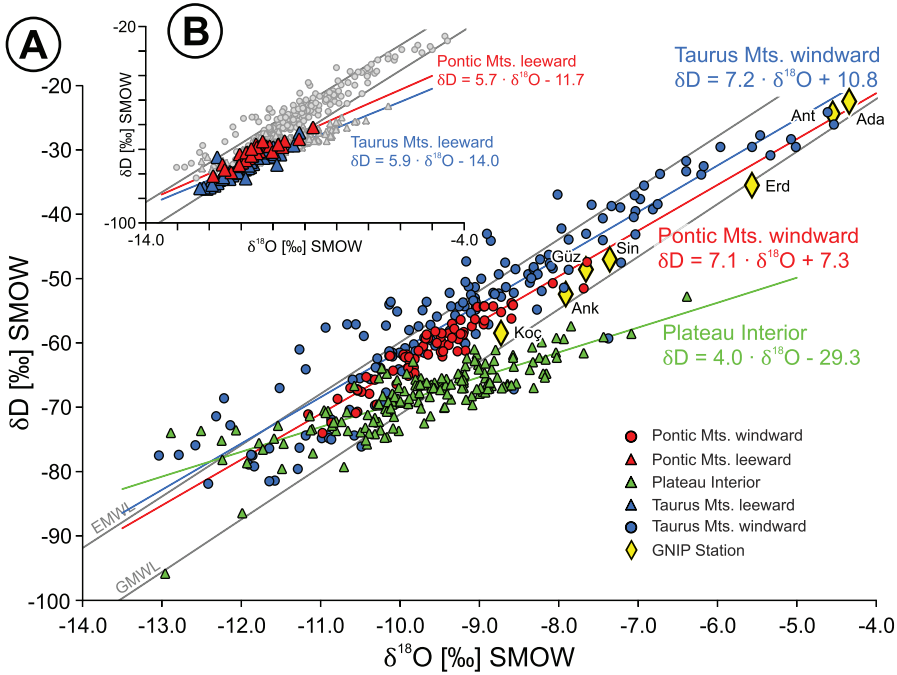 A
B
-20
δD [‰] SMOW
-100
-14.0
-4.0
δ¹⁸O [‰] SMOW
Pontic Mts. leeward
δD = 5.7 · δ¹⁸O - 11.7
Taurus Mts. leeward
δD = 5.9 · δ¹⁸O - 14.0
Taurus Mts. windward
δD = 7.2 · δ¹⁸O + 10.8
Ant
Ada
Erd
Pontic Mts. windward
δD = 7.1 · δ¹⁸O + 7.3
Güz
Sin
Ank
Koç
Plateau Interior
δD = 4.0 · δ¹⁸O - 29.3
Pontic Mts. windward
Pontic Mts. leeward
Plateau Interior
Taurus Mts. leeward
Taurus Mts. windward
GNIP Station
EMWL
GMWL
δD [‰] SMOW
-20
-30
-40
-50
-60
-70
-80
-90
-100
-14.0
-13.0
-12.0
-11.0
-10.0
-9.0
-8.0
-7.0
-6.0
-5.0
-4.0
δ¹⁸O [‰] SMOW